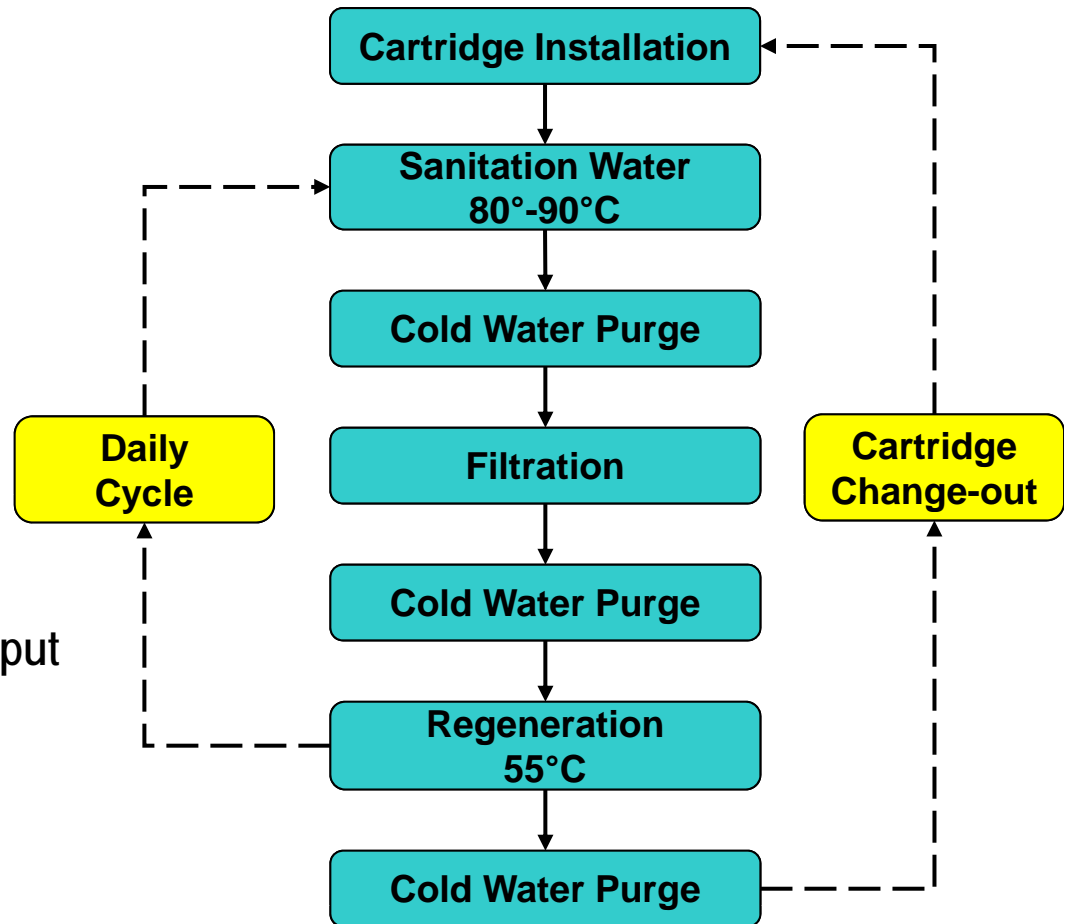 Cartridge Installation
Sanitation Water
80°-90°C
Cold Water Purge
Daily
Cycle
Filtration
Cartridge
Change-out
Cold Water Purge
put
Regeneration
55°C
Cold Water Purge